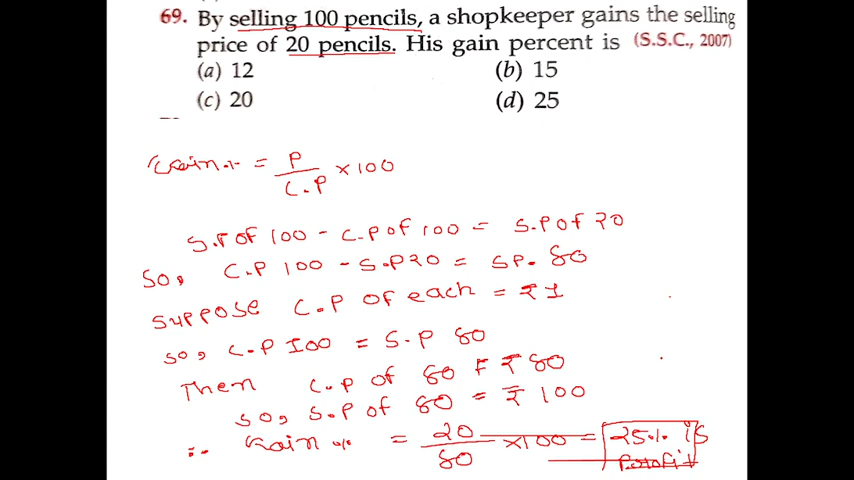 69. By selling 100 pencils, a shopkeeper gains the selling
price of 20 pencils. His gain percent is (S.S.C., 2007)
(a) 12 (b) 15
(c) 20 (d) 25
Gain % = P / C.P × 100
S.P of 100 - C.P of 100 = S.P of 20
So, C.P 100 - S.P 20 = SP. 80
Suppose C.P of each = ₹ 1
so, C.P 100 = S.P 80
Then C.P of 80 = ₹ 80
so, S.P of 80 = ₹ 100
∴ Gain % = 20 / 80 × 100 = 25% is
Profit